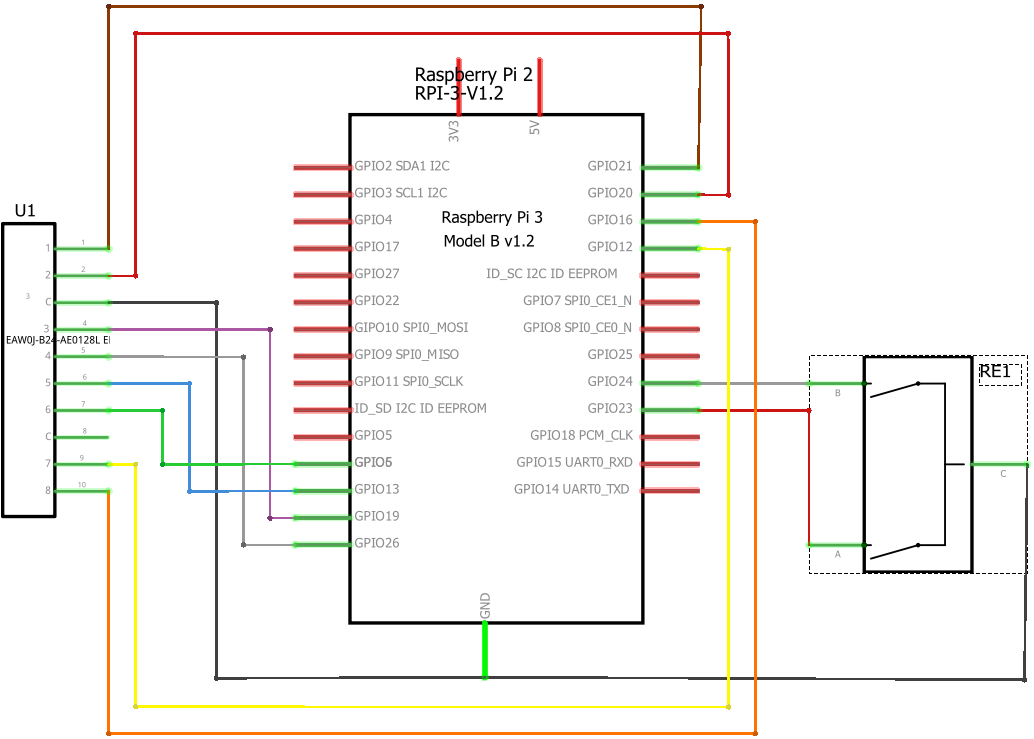 Raspberry Pi 2
RPI-3-V1.2
3V3
5V
GPIO2 SDA1 I2C
GPIO21
GPIO3 SCL1 I2C
GPIO20
U1
GPIO4
Raspberry Pi 3
GPIO16
1
1
GPIO17
Model B v1.2
GPIO12
2
2
GPIO27
ID_SC I2C ID EEPROM
3
C
GPIO22
GPIO7 SPI0_CE1_N
3
4
GIPO10 SPI0_MOSI
GPIO8 SPI0_CE0_N
EAW0J-B24-AE0128L E
4
5
GPIO9 SPI0_MISO
GPIO25
RE1
5
6
GPIO11 SPI0_SCLK
GPIO24
B
6
7
ID_SD I2C ID EEPROM
GPIO23
C
8
GPIO5
GPIO18 PCM_CLK
7
9
GPIO6
GPIO15 UART0_RXD
C
8
10
GPIO13
GPIO14 UART0_TXD
GPIO19
GPIO26
A
GND